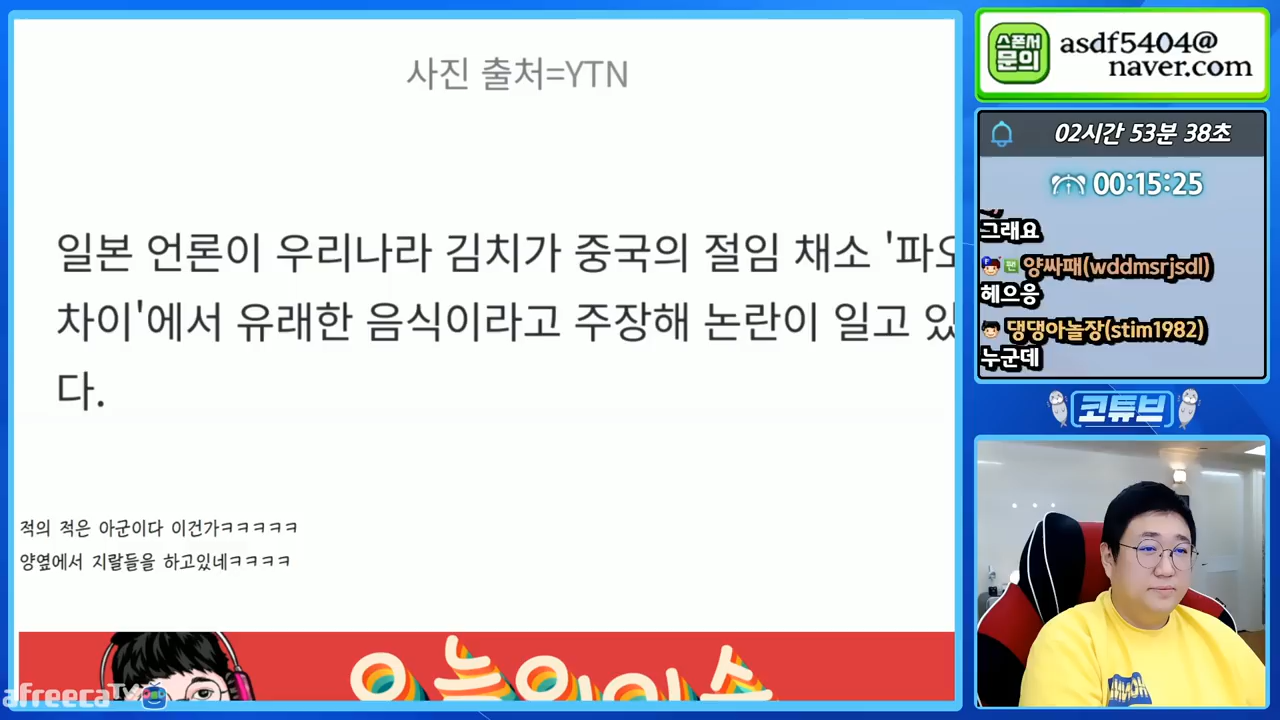 사진 출처=YTN
일본 언론이 우리나라 김치가 중국의 절임 채소 '파오
차이'에서 유래한 음식이라고 주장해 논란이 일고 있
다.
적의 적은 아군이다 이건가ㅋㅋㅋㅋㅋ
양옆에서 지랄들을 하고있네ㅋㅋㅋㅋ
오늘의이슈
afreecaTV
스폰서
문의
asdf5404@
naver.com
02시간 53분 38초
00:15:25
그래요
팬 양싸패(wddmsrjsdl)
헤으응
댕댕아놀장(stim1982)
누군데
코튜브